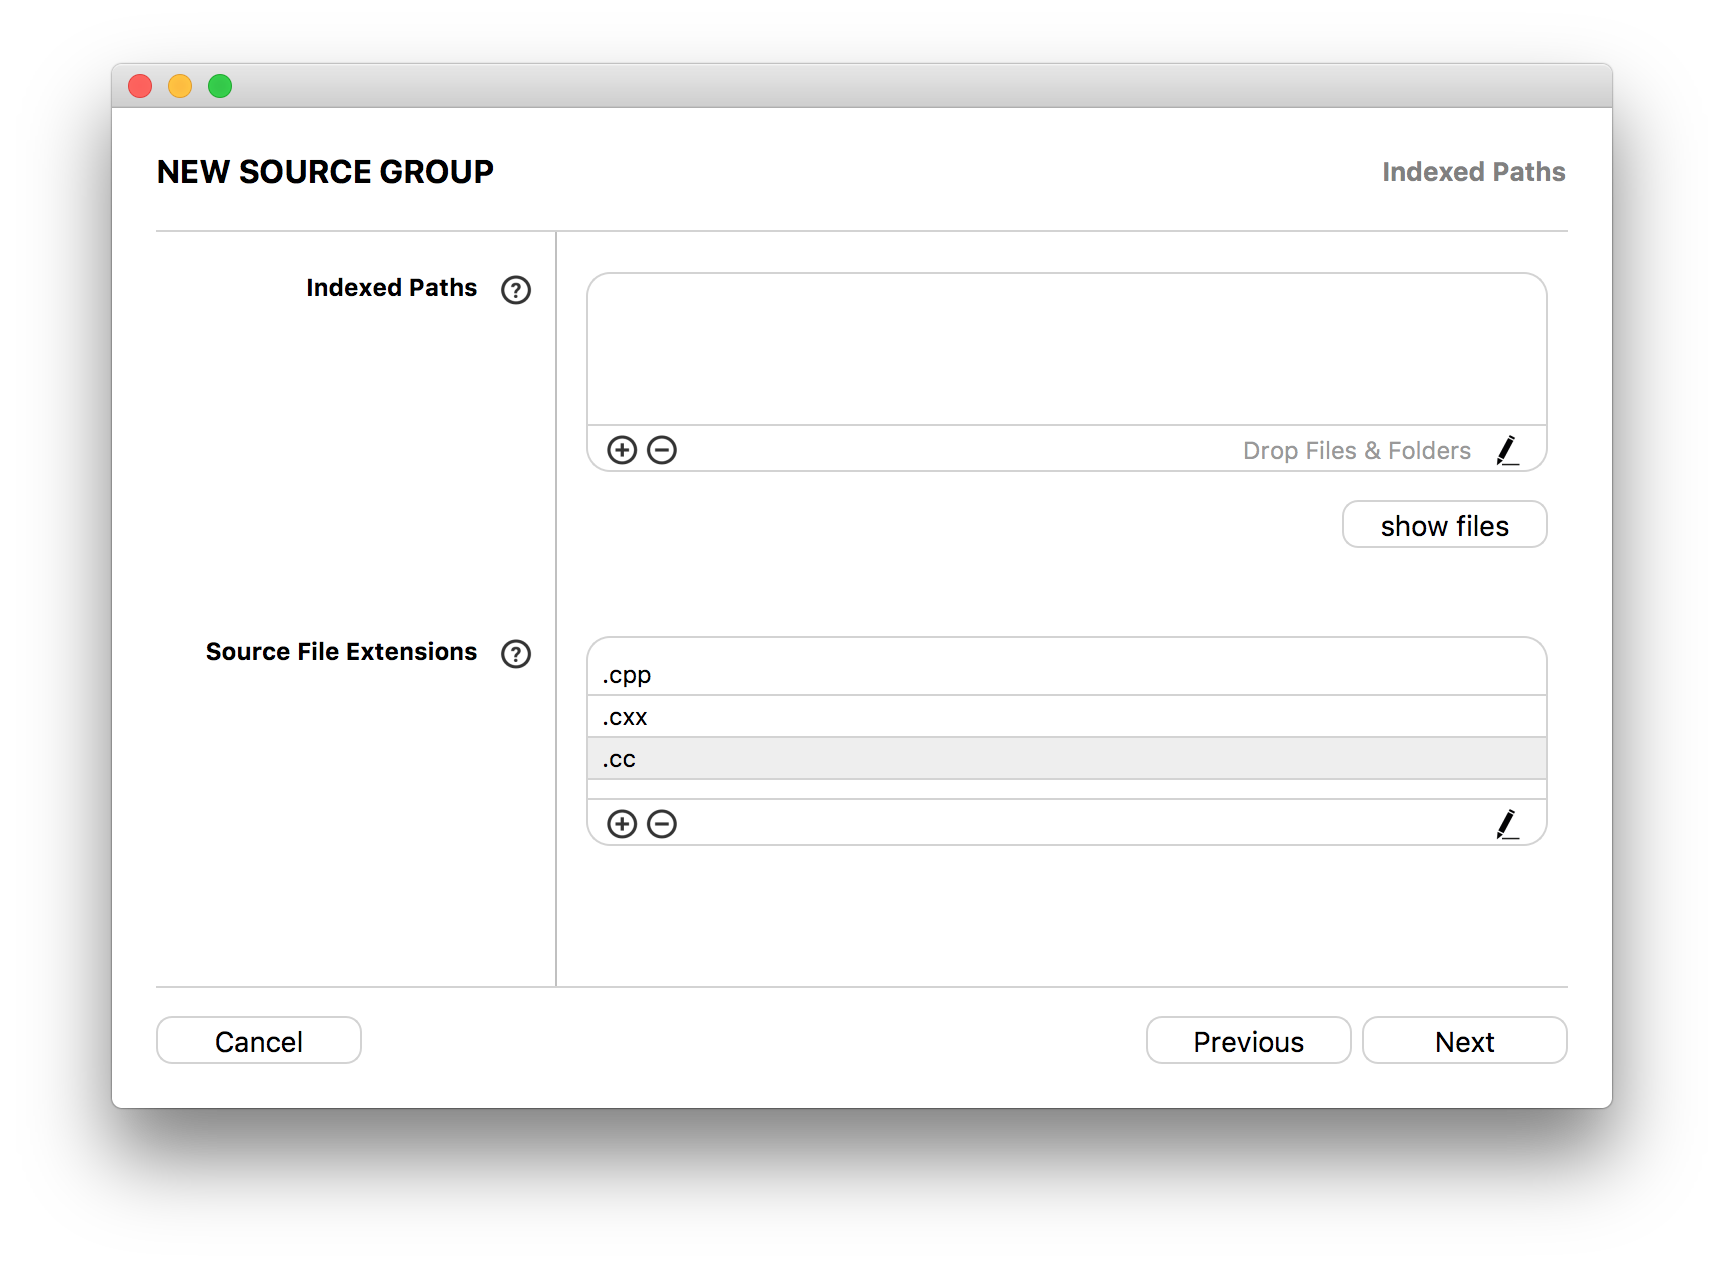 NEW SOURCE GROUP
Indexed Paths
Indexed Paths
Drop Files & Folders
show files
Source File Extensions
.cpp
.cxx
.cc
Cancel
Previous
Next